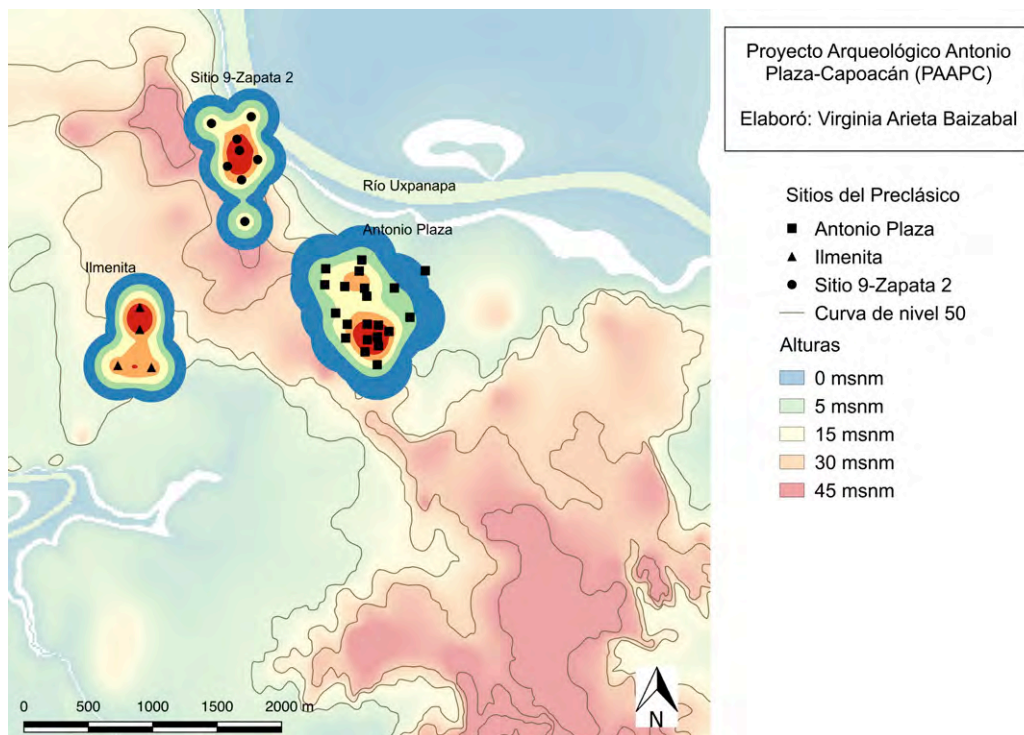 Sitio 9-Zapata 2
Río Uxpanapa
Antonio Plaza
Ilmenita
0 500 1000 1500 2000 m
N
Proyecto Arqueológico Antonio
Plaza-Capoacán (PAAPC)
Elaboró: Virginia Arieta Baizabal
Sitios del Preclásico
Antonio Plaza
Ilmenita
Sitio 9-Zapata 2
Curva de nivel 50
Alturas
0 msnm
5 msnm
15 msnm
30 msnm
45 msnm